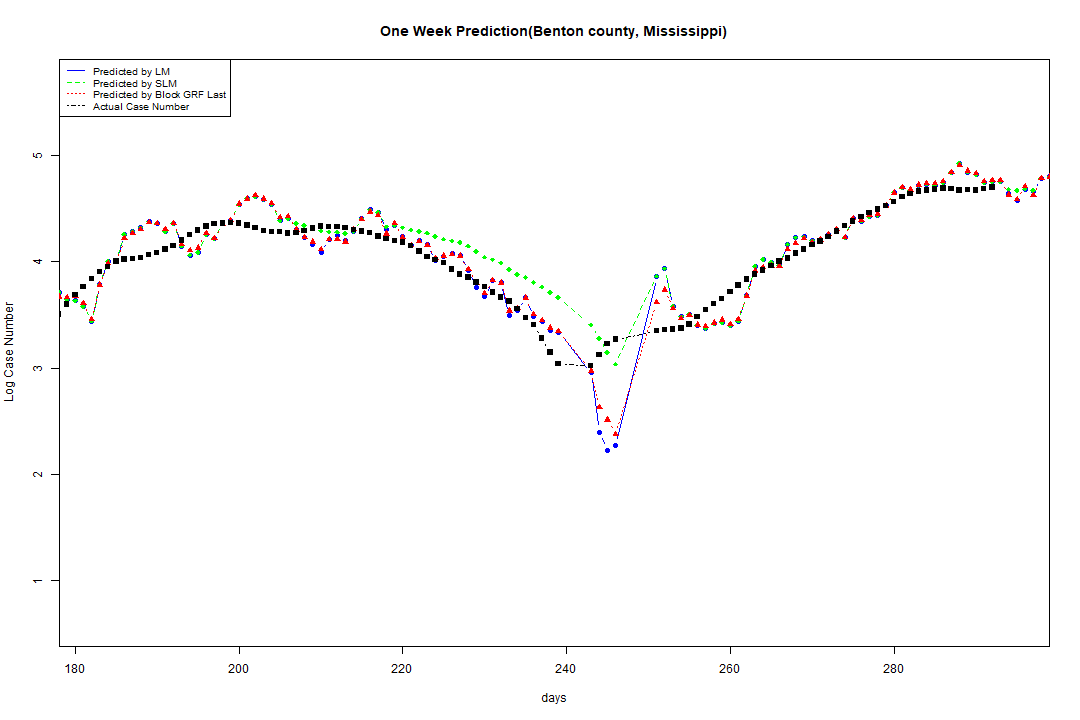 One Week Prediction(Benton county, Mississippi)
Predicted by LM
Predicted by SLM
Predicted by Block GRF Last
Actual Case Number
5
4
3
2
1
Log Case Number
180 200 220 240 260 280
days